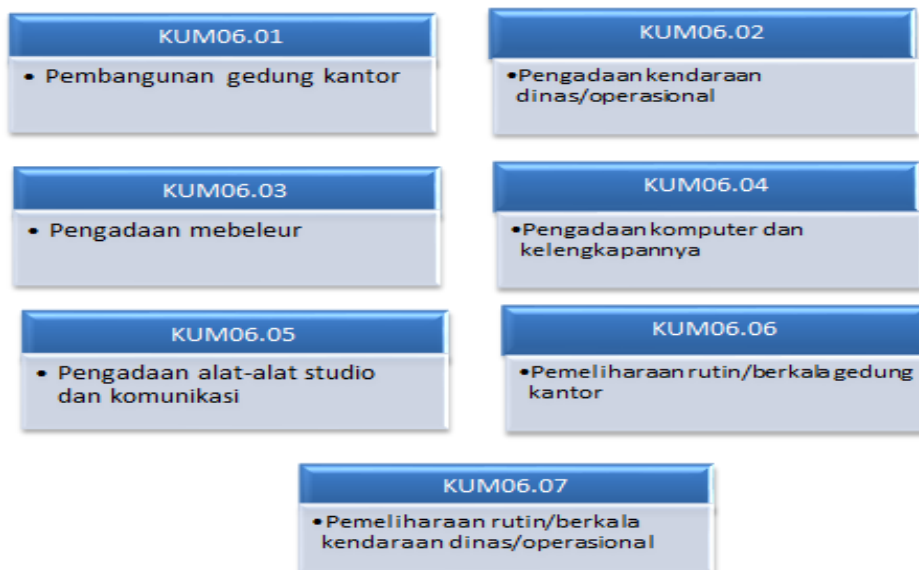 KUM06.01
• Pembangunan gedung kantor
KUM06.02
•Pengadaan kendaraan
dinas/operasional
KUM06.03
• Pengadaan mebeleur
KUM06.04
•Pengadaan komputer dan
kelengkapannya
KUM06.05
• Pengadaan alat-alat studio
dan komunikasi
KUM06.06
•Pemeliharaan rutin/berkala gedung
kantor
KUM06.07
•Pemeliharaan rutin/berkala
kendaraan dinas/operasional